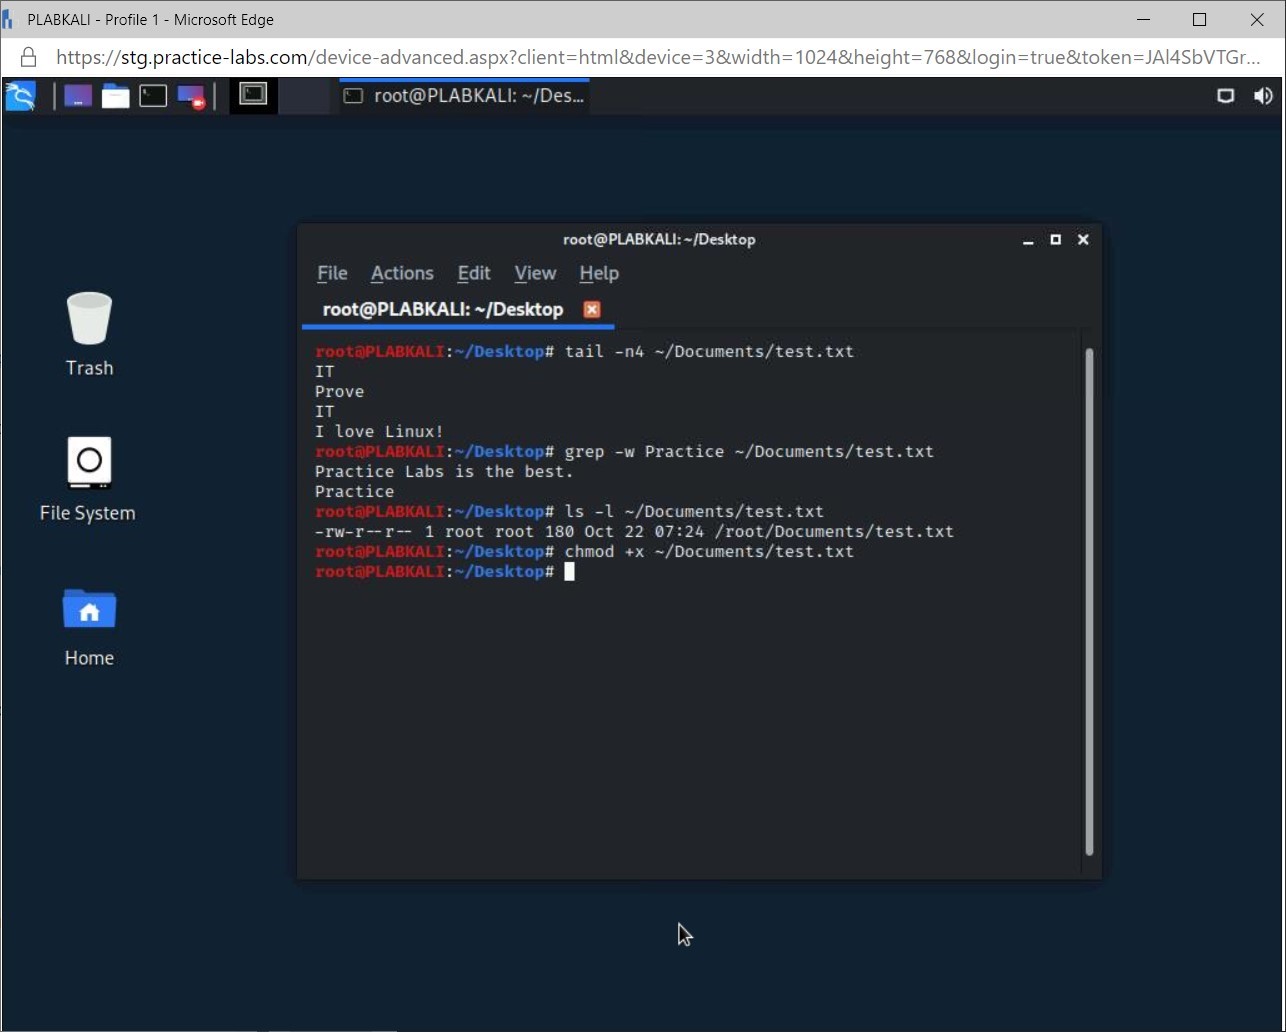 PLABKALI - Profile 1 - Microsoft Edge
https://stg.practice-labs.com/device-advanced.aspx?client=html&device=3&width=1024&height=768&login=true&token=JAl4SbVTGr...
root@PLABKALI: ~/Des...
root@PLABKALI:~/Desktop
File Actions Edit View Help
root@PLABKALI: ~/Desktop
root@PLABKALI:~/Desktop# tail -n4 ~/Documents/test.txt
IT
Prove
IT
I love Linux!
root@PLABKALI:~/Desktop# grep -w Practice ~/Documents/test.txt
Practice Labs is the best.
Practice
root@PLABKALI:~/Desktop# ls -l ~/Documents/test.txt
-rw-r--r-- 1 root root 180 Oct 22 07:24 /root/Documents/test.txt
root@PLABKALI:~/Desktop# chmod +x ~/Documents/test.txt
root@PLABKALI:~/Desktop#
Trash
File System
Home